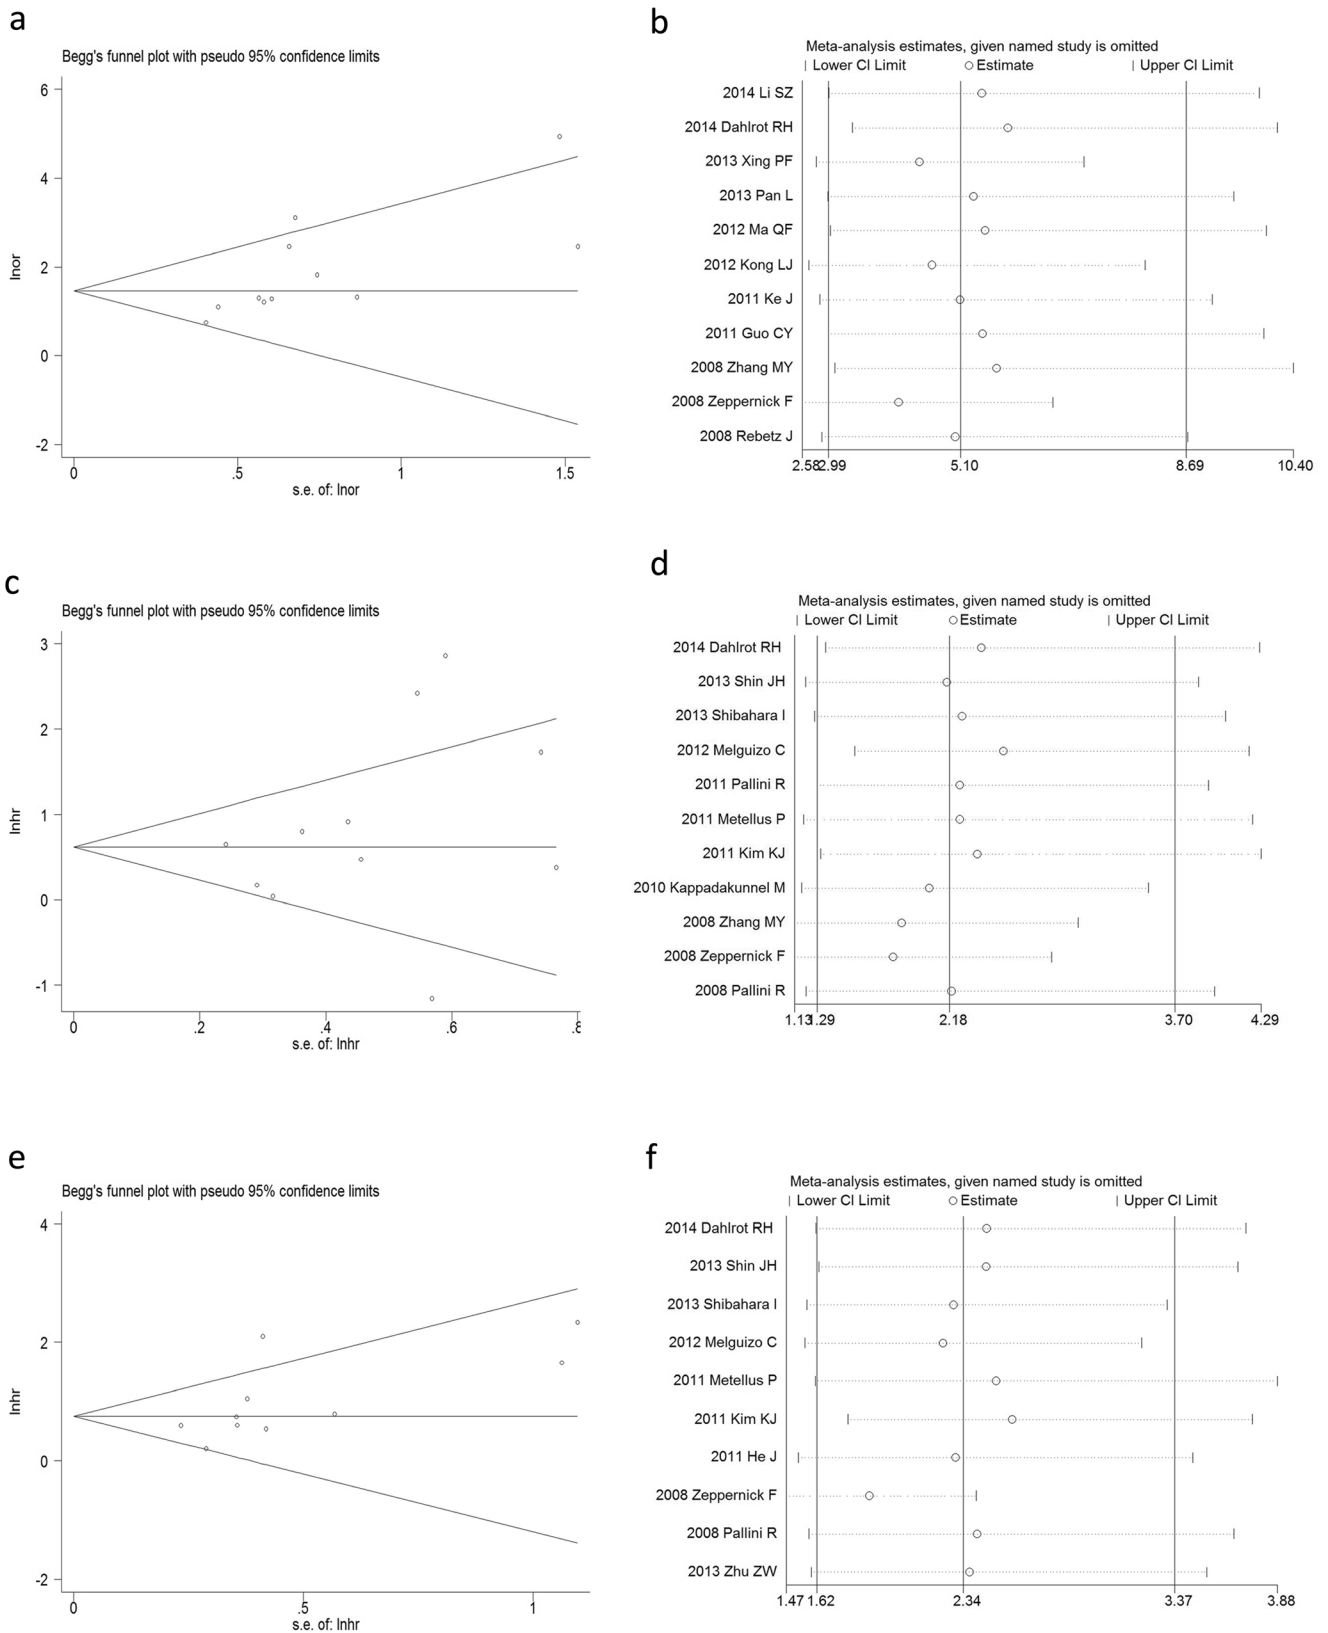 a
Begg's funnel plot with pseudo 95% confidence limits
6
4
2
0
-2
lnor
0 .5 1 1.5
s.e. of: lnor
b
Meta-analysis estimates, given named study is omitted
Lower CI Limit Estimate Upper CI Limit
2014 Li SZ
2014 Dahlrot RH
2013 Xing PF
2013 Pan L
2012 Ma QF
2012 Kong LJ
2011 Ke J
2011 Guo CY
2008 Zhang MY
2008 Zeppernick F
2008 Rebetz J
2.58 2.99 5.10 8.69 10.40
c
Begg's funnel plot with pseudo 95% confidence limits
3
2
1
0
-1
lnhr
0 .2 .4 .6 .8
s.e. of: lnhr
d
Meta-analysis estimates, given named study is omitted
Lower CI Limit Estimate Upper CI Limit
2014 Dahlrot RH
2013 Shin JH
2013 Shibahara I
2012 Melguizo C
2011 Pallini R
2011 Metellus P
2011 Kim KJ
2010 Kappadakunnel M
2008 Zhang MY
2008 Zeppernick F
2008 Pallini R
1.13 1.29 2.18 3.70 4.29
e
Begg's funnel plot with pseudo 95% confidence limits
4
2
0
-2
lnhr
0 .5 1
s.e. of: lnhr
f
Meta-analysis estimates, given named study is omitted
Lower CI Limit Estimate Upper CI Limit
2014 Dahlrot RH
2013 Shin JH
2013 Shibahara I
2012 Melguizo C
2011 Metellus P
2011 Kim KJ
2011 He J
2008 Zeppernick F
2008 Pallini R
2013 Zhu ZW
1.47 1.62 2.34 3.37 3.88